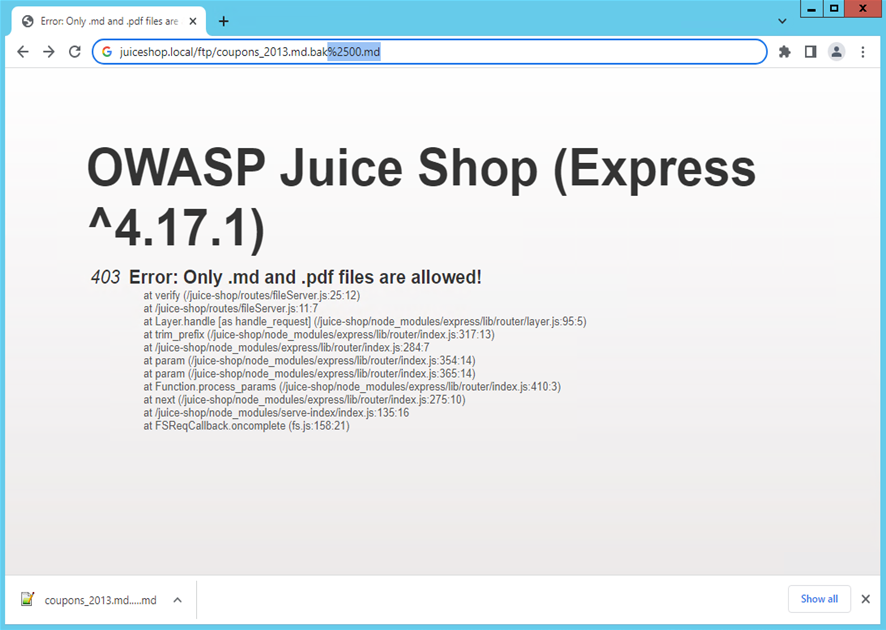 Error: Only .md and .pdf files are
juiceshop.local/ftp/coupons_2013.md.bak%2500.md
OWASP Juice Shop (Express
^4.17.1)
403 Error: Only .md and .pdf files are allowed!
at verify (/juice-shop/routes/fileServer.js:25:12)
at /juice-shop/routes/fileServer.js:11:7
at Layer.handle [as handle_request] (/juice-shop/node_modules/express/lib/router/layer.js:95:5)
at trim_prefix (/juice-shop/node_modules/express/lib/router/index.js:317:13)
at /juice-shop/node_modules/express/lib/router/index.js:284:7
at param (/juice-shop/node_modules/express/lib/router/index.js:354:14)
at param (/juice-shop/node_modules/express/lib/router/index.js:365:14)
at Function.process_params (/juice-shop/node_modules/express/lib/router/index.js:410:3)
at next (/juice-shop/node_modules/express/lib/router/index.js:275:10)
at /juice-shop/node_modules/serve-index/index.js:135:16
at FSReqCallback.oncomplete (fs.js:158:21)
coupons_2013.md.....md
Show all